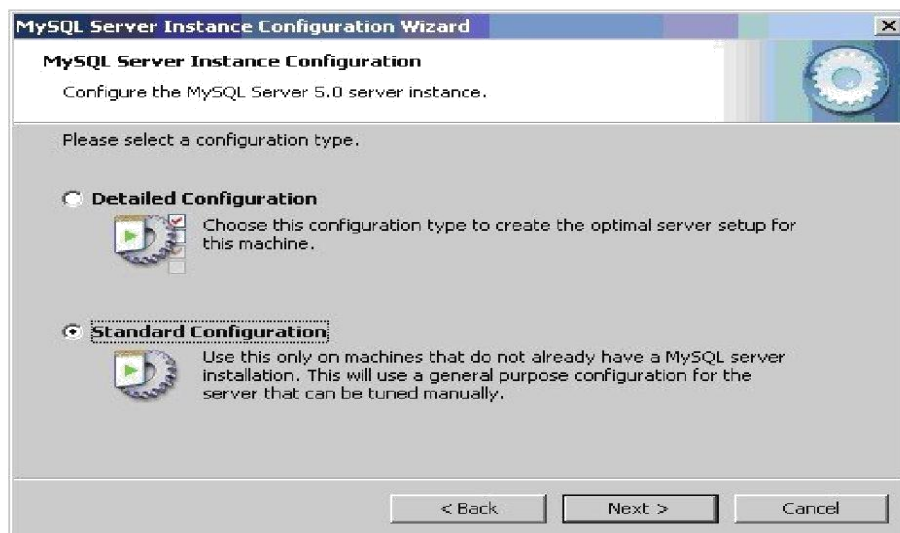 MySQL Server Instance Configuration Wizard
MySQL Server Instance Configuration
Configure the MySQL Server 5.0 server instance.
Please select a configuration type.
Detailed Configuration
Choose this configuration type to create the optimal server setup for
this machine.
Standard Configuration
Use this only on machines that do not already have a MySQL server
installation. This will use a general purpose configuration for the
server that can be tuned manually.
< Back
Next >
Cancel